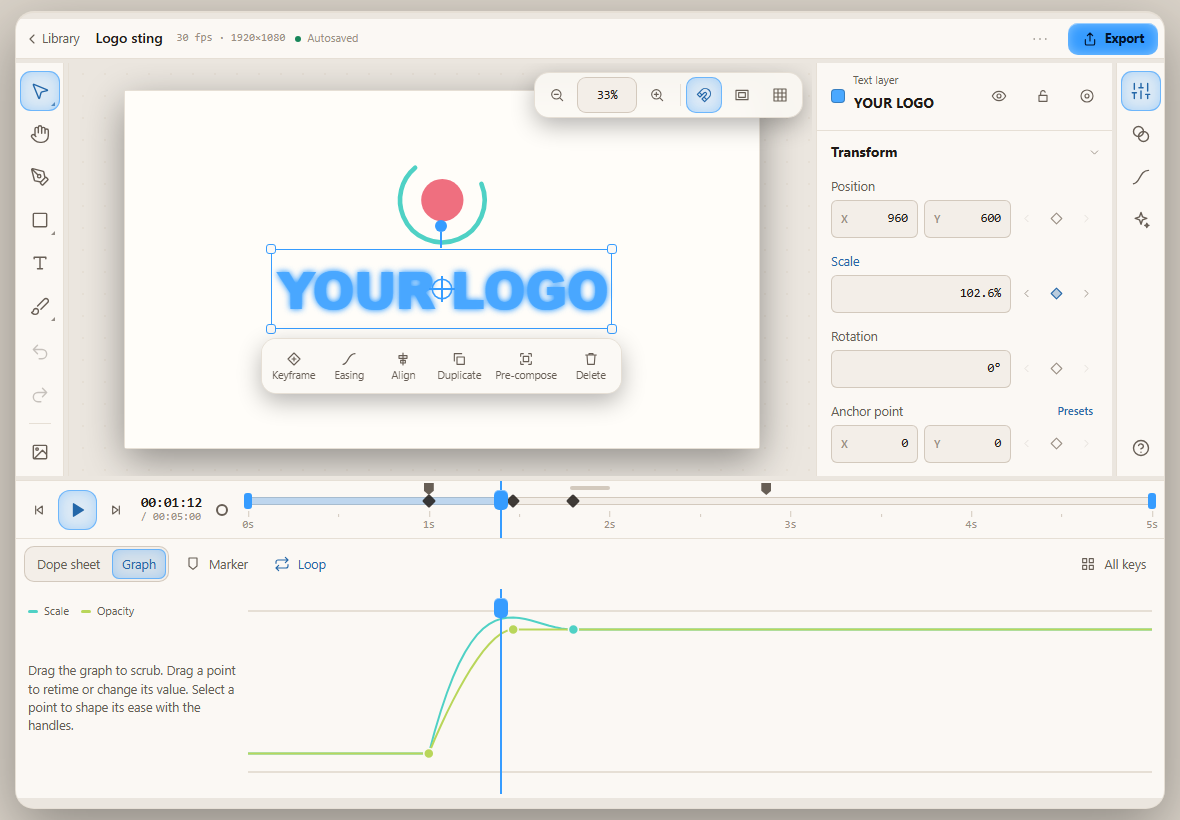 Library
Logo sting
30 fps · 1920×1080
Autosaved
Export
33%
Text layer
YOUR LOGO
Transform
Position
X 960
Y 600
Scale
102.6%
Rotation
0°
Anchor point
Presets
X 0
Y 0
YOUR LOGO
Keyframe
Easing
Align
Duplicate
Pre-compose
Delete
00:01:12
/ 00:05:00
0s
1s
2s
3s
4s
5s
Dope sheet
Graph
Marker
Loop
All keys
Scale
Opacity
Drag the graph to scrub. Drag a point
to retime or change its value. Select a
point to shape its ease with the
handles.